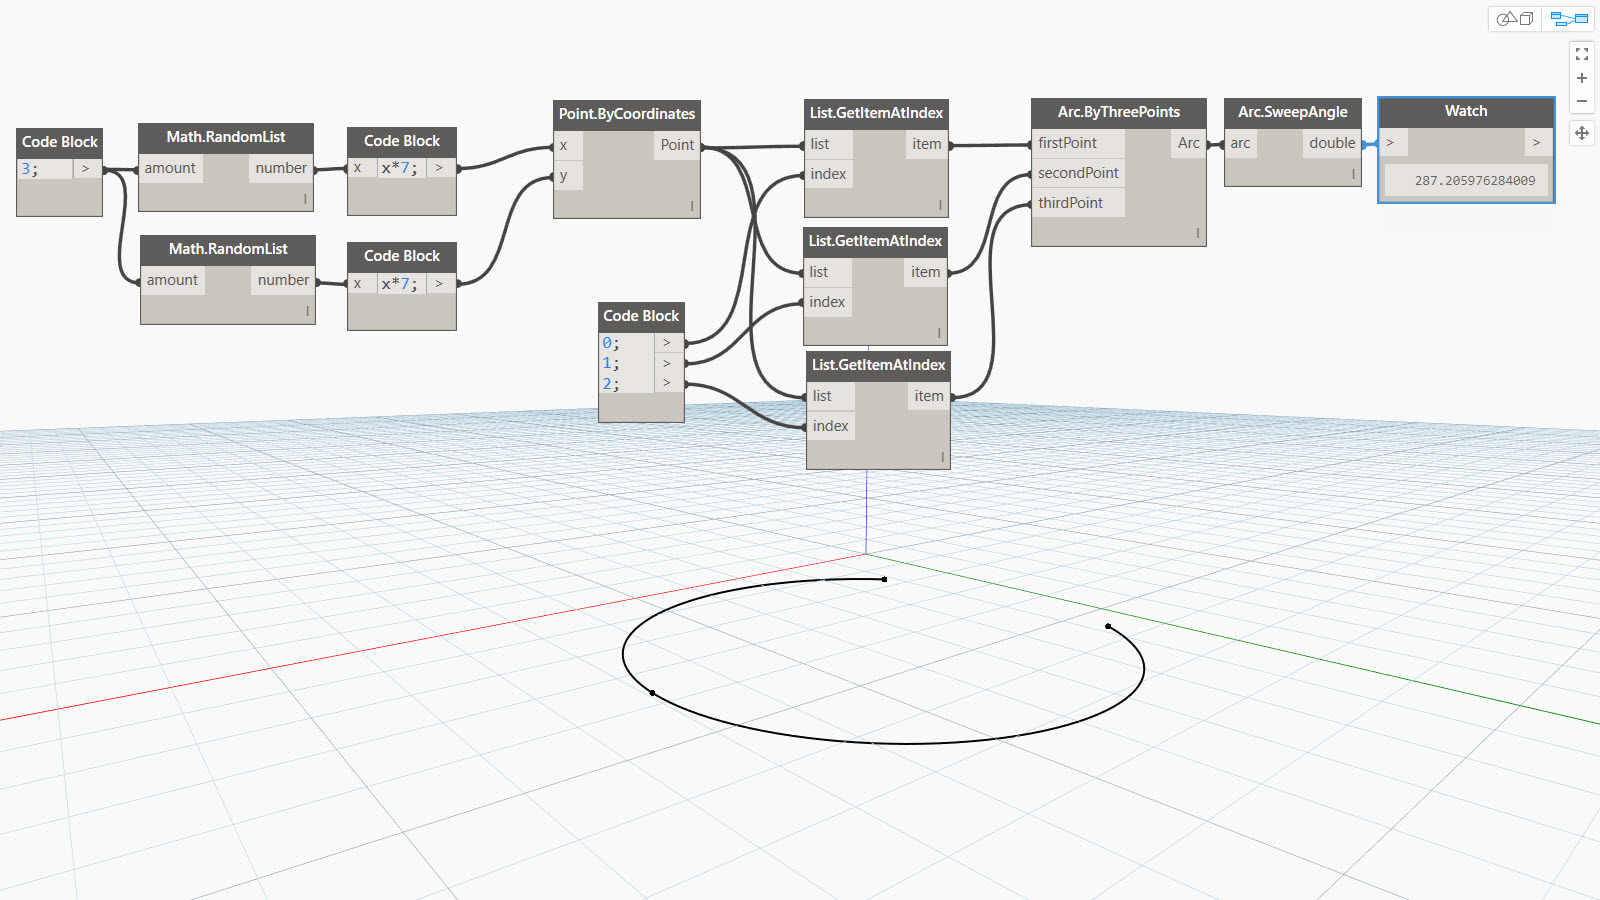 Code Block
3; >
Math.RandomList
amount number
l
Code Block
x x*7; >
Math.RandomList
amount number
l
Code Block
x x*7; >
Point.ByCoordinates
x Point
y
l
Code Block
0; >
1; >
2; >
List.GetItemAtIndex
list item
index
l
List.GetItemAtIndex
list item
index
l
List.GetItemAtIndex
list item
index
l
Arc.ByThreePoints
firstPoint Arc
secondPoint
thirdPoint
l
Arc.SweepAngle
arc double
l
Watch
> >
287.205976284009